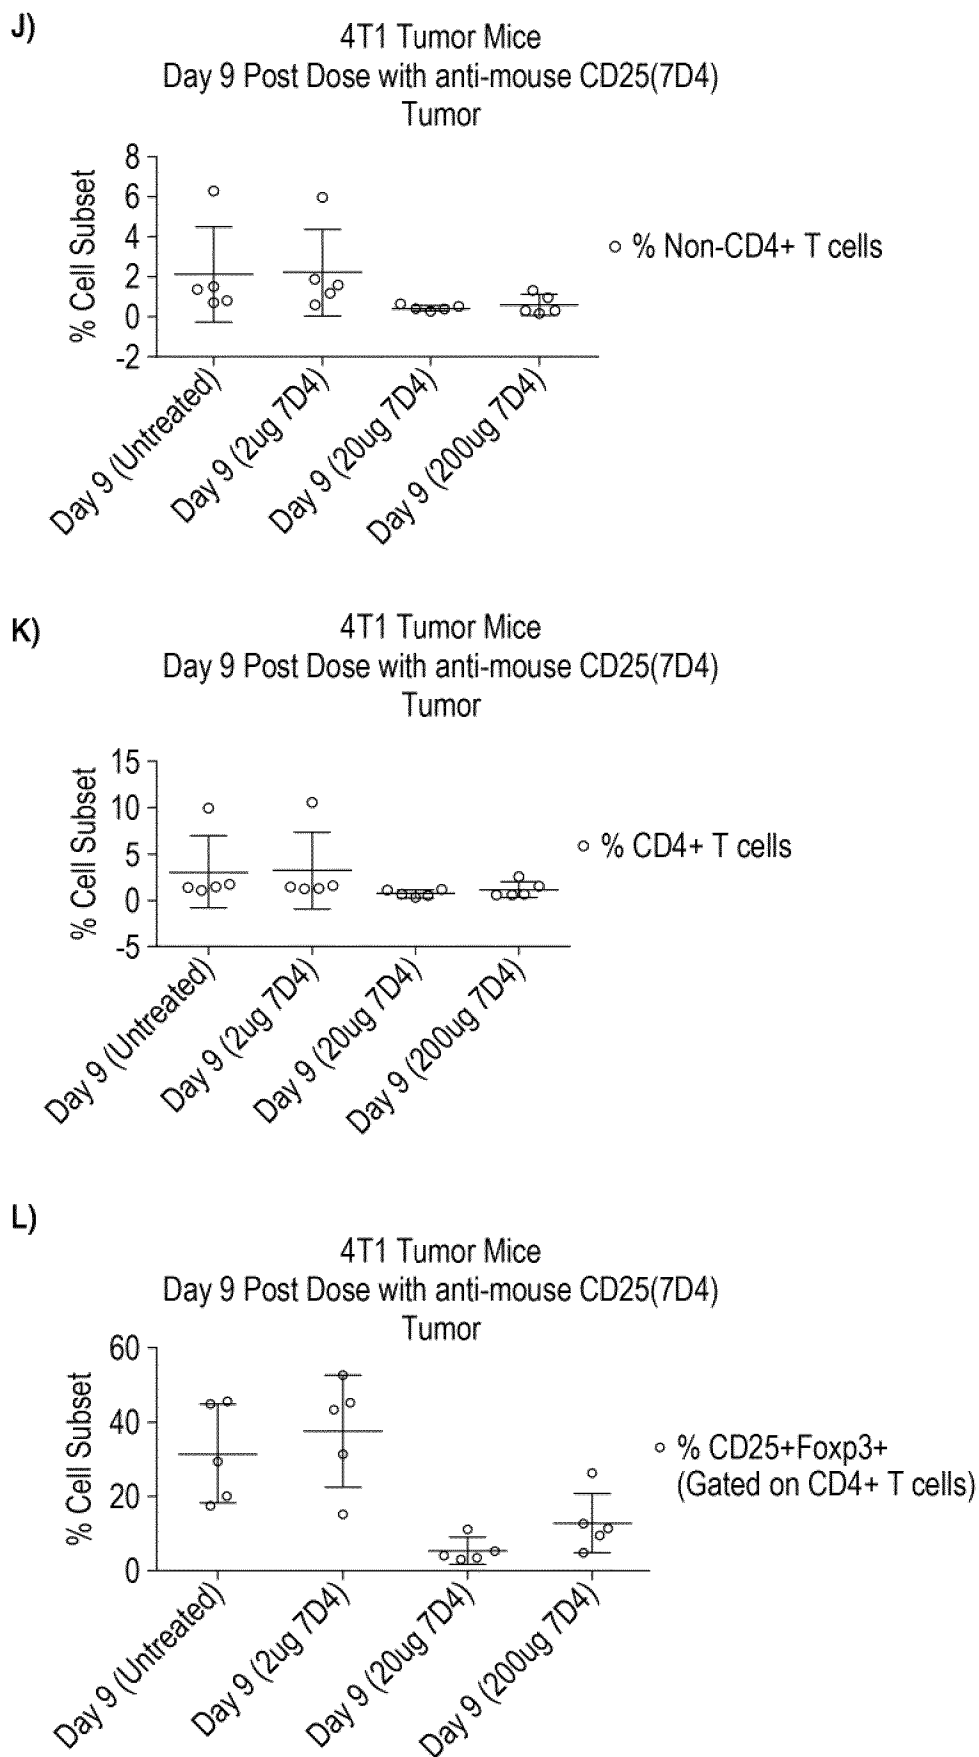 J)
4T1 Tumor Mice
Day 9 Post Dose with anti-mouse CD25(7D4)
Tumor
% Cell Subset
8
6
4
2
0
-2
○ % Non-CD4+ T cells
Day 9 (Untreated)
Day 9 (2ug 7D4)
Day 9 (20ug 7D4)
Day 9 (200ug 7D4)
K)
4T1 Tumor Mice
Day 9 Post Dose with anti-mouse CD25(7D4)
Tumor
% Cell Subset
15
10
5
0
-5
○ % CD4+ T cells
Day 9 (Untreated)
Day 9 (2ug 7D4)
Day 9 (20ug 7D4)
Day 9 (200ug 7D4)
L)
4T1 Tumor Mice
Day 9 Post Dose with anti-mouse CD25(7D4)
Tumor
% Cell Subset
60
40
20
0
○ % CD25+Foxp3+
(Gated on CD4+ T cells)
Day 9 (Untreated)
Day 9 (2ug 7D4)
Day 9 (20ug 7D4)
Day 9 (200ug 7D4)